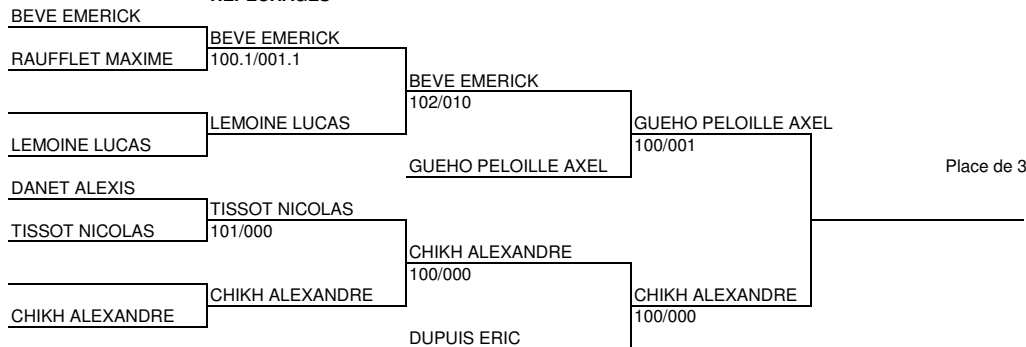 BEVE EMERICK
BEVE EMERICK
RAUFFLET MAXIME
100.1/001.1
BEVE EMERICK
102/010
LEMOINE LUCAS
GUEHO PELOILLE AXEL
LEMOINE LUCAS
100/001
GUEHO PELOILLE AXEL
Place de 3
DANET ALEXIS
TISSOT NICOLAS
TISSOT NICOLAS
101/000
CHIKH ALEXANDRE
100/000
CHIKH ALEXANDRE
CHIKH ALEXANDRE
CHIKH ALEXANDRE
100/000
DUPUIS ERIC